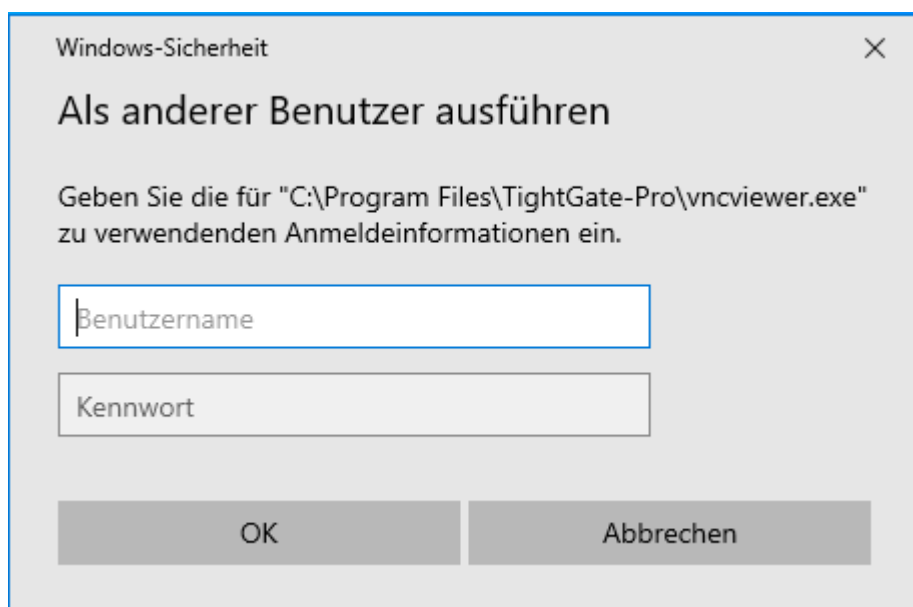 Windows-Sicherheit
Als anderer Benutzer ausführen
Geben Sie die für "C:\Program Files\TightGate-Pro\vncviewer.exe"
zu verwendenden Anmeldeinformationen ein.
Benutzername
Kennwort
OK Abbrechen